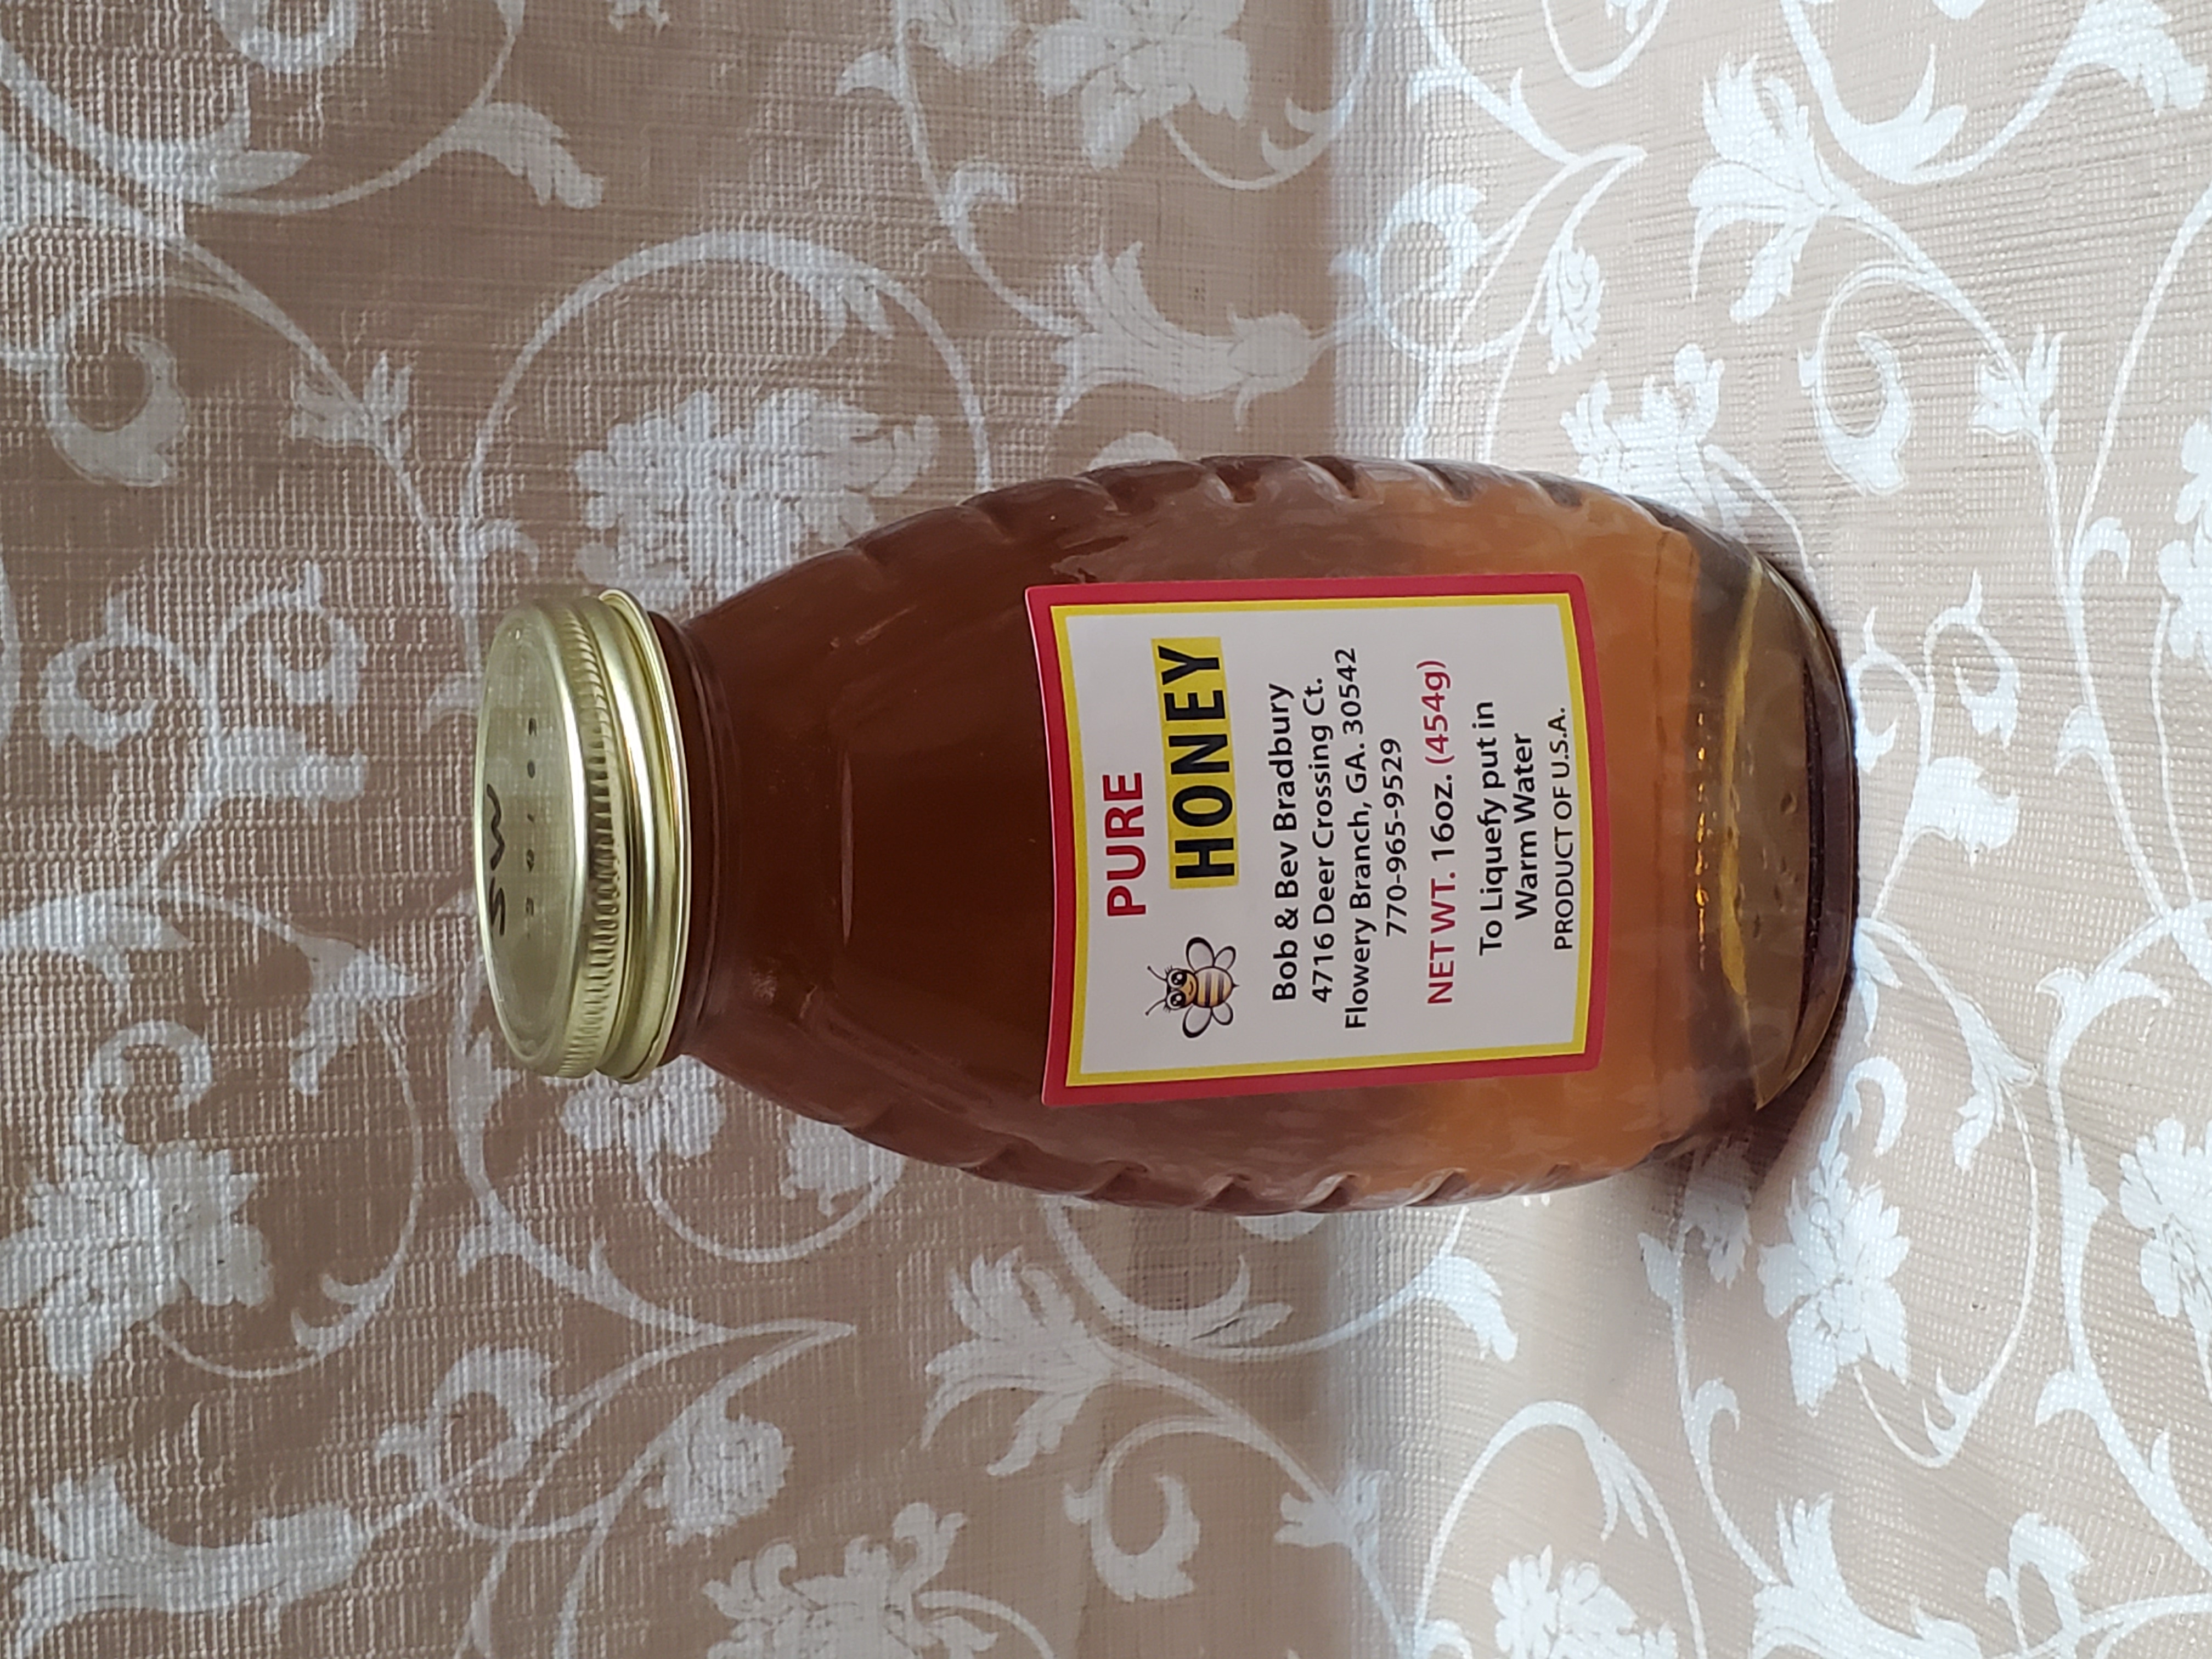 SW
PURE
HONEY
Bob & Bev Bradbury
4716 Deer Crossing Ct.
Flowery Branch, GA. 30542
770-965-9529
NET WT. 16oz. (454g)
To Liquefy put in
Warm Water
PRODUCT OF U.S.A.